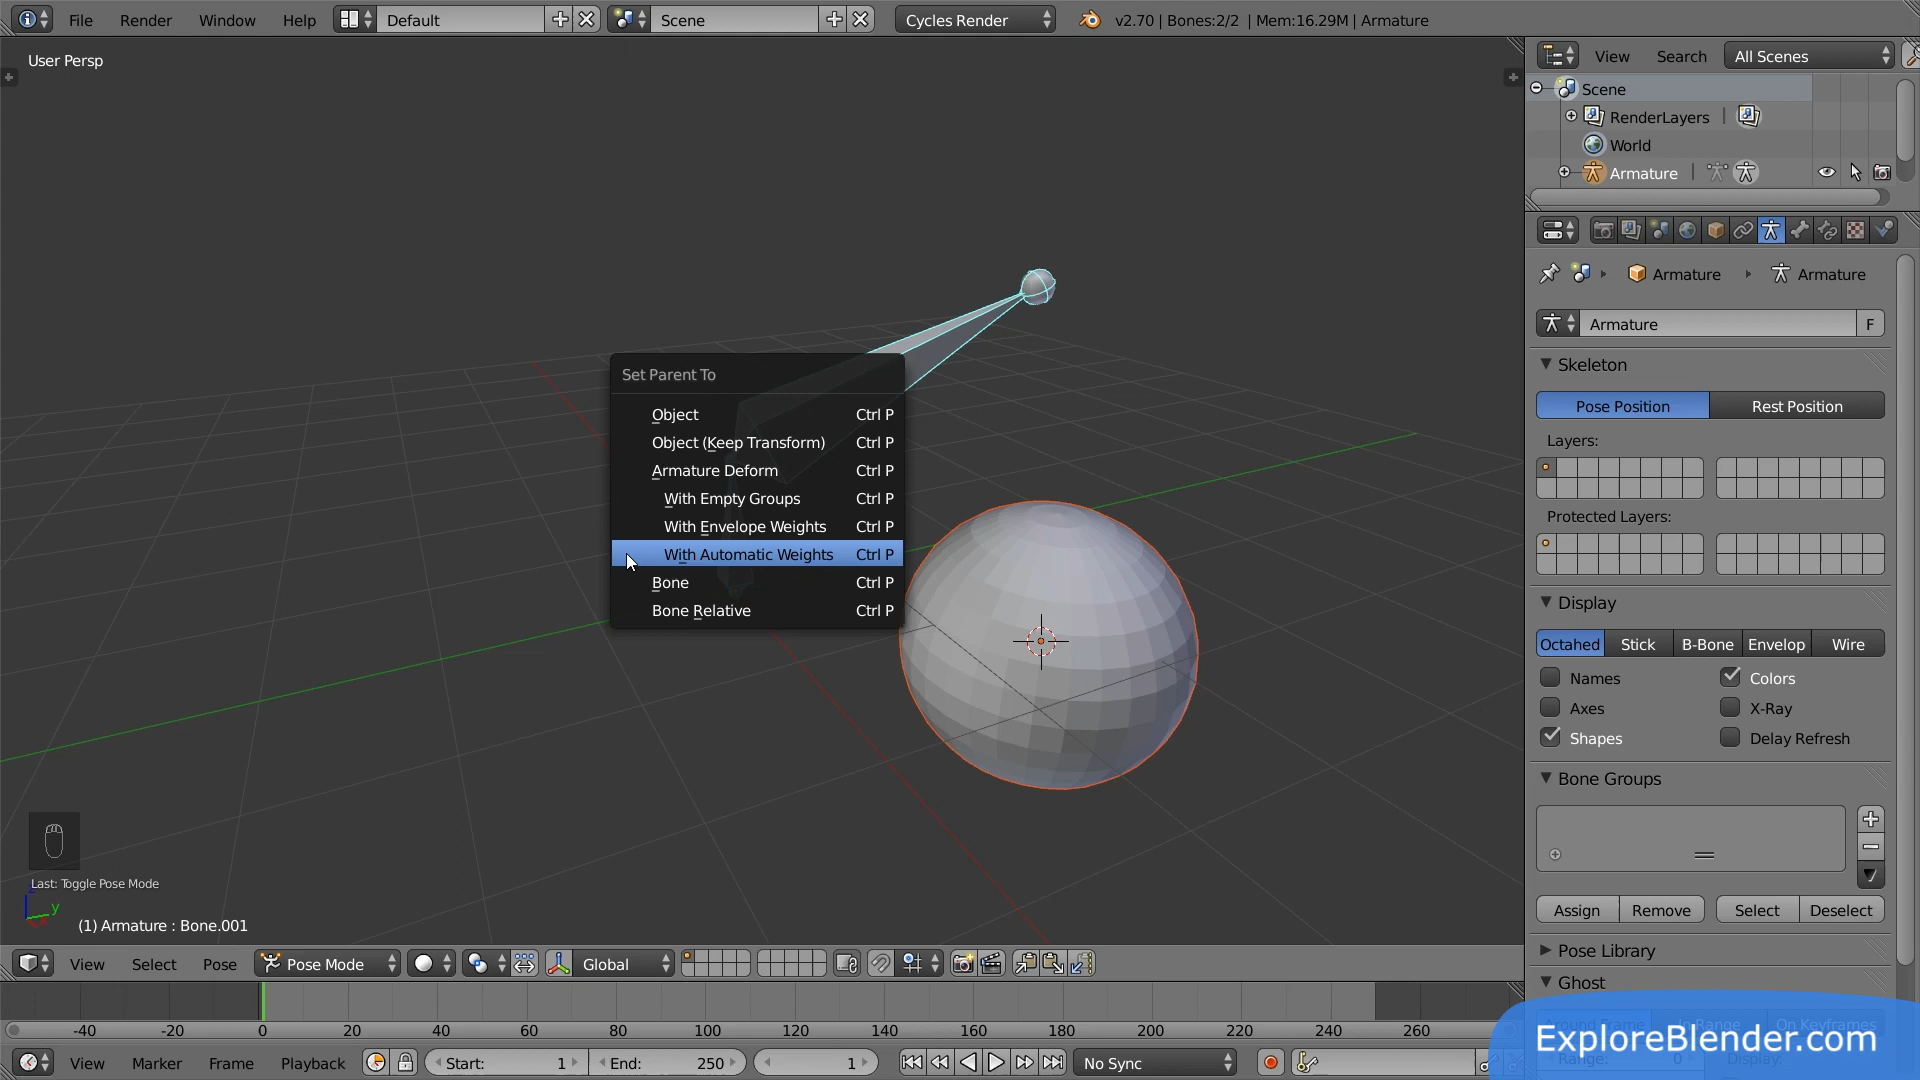 File Render Window Help Default Scene Cycles Render v2.70 | Bones:2/2 | Mem:16.29M | Armature
User Persp
View Search All Scenes
Scene
RenderLayers
World
Armature
Armature Armature
Armature F
Skeleton
Pose Position Rest Position
Layers:
Protected Layers:
Display
Octahed Stick B-Bone Envelop Wire
Names Colors
Axes X-Ray
Shapes Delay Refresh
Bone Groups
Assign Remove Select Deselect
Pose Library
Ghost
Range: 0 Display:
Set Parent To
Object Ctrl P
Object (Keep Transform) Ctrl P
Armature Deform Ctrl P
With Empty Groups Ctrl P
With Envelope Weights Ctrl P
With Automatic Weights Ctrl P
Bone Ctrl P
Bone Relative Ctrl P
Last: Toggle Pose Mode
y
(1) Armature : Bone.001
View Select Pose Pose Mode Global
-40 -20 0 20 40 60 80 100 120 140 160 180 200 220 240 260
View Marker Frame Playback Start: 1 End: 250 1 No Sync
ExploreBlender.com